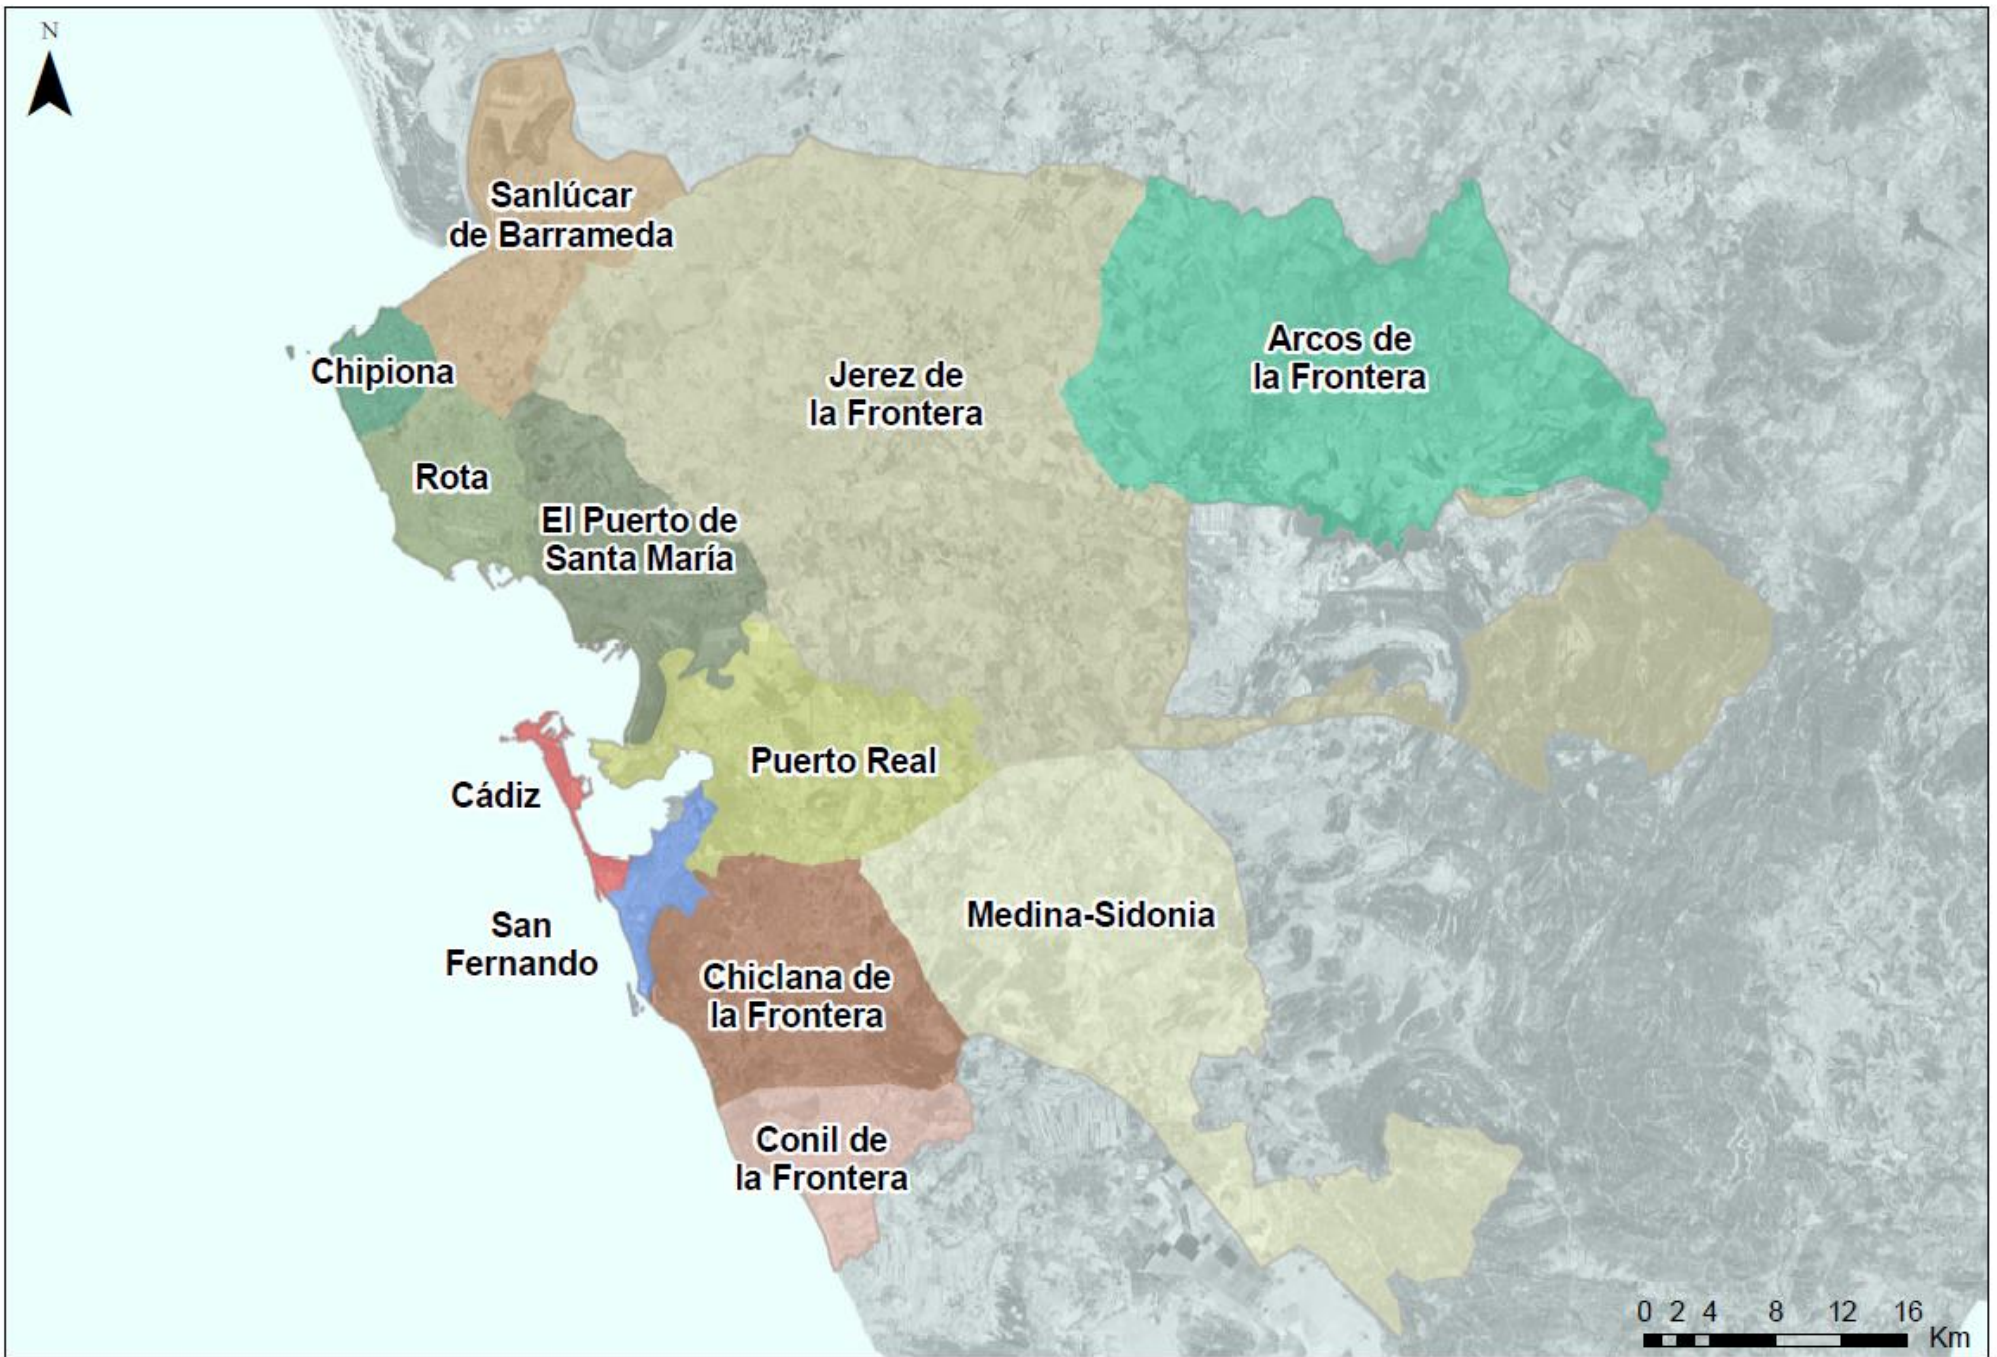 N
Sanlúcar
de Barrameda
Chipiona
Rota
El Puerto de
Santa María
Jerez de
la Frontera
Arcos de
la Frontera
Puerto Real
Cádiz
San
Fernando
Medina-Sidonia
Chiclana de
la Frontera
Conil de
la Frontera
0 2 4 8 12 16
Km